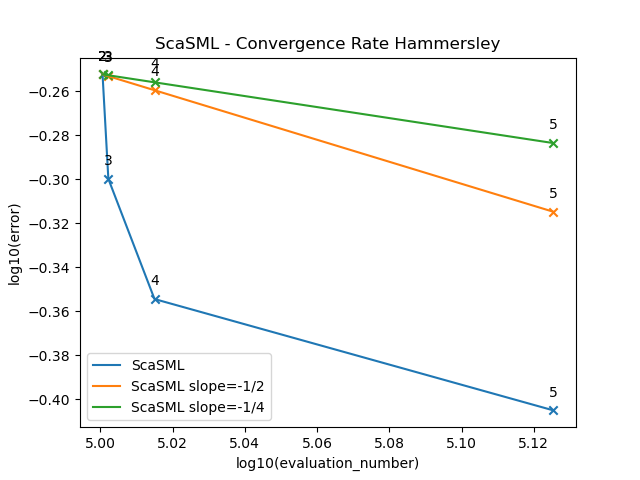 ScaSML - Convergence Rate Hammersley
2
3
4
4
5
3
5
4
5
−0.26
−0.28
−0.30
−0.32
−0.34
−0.36
−0.38
−0.40
log10(error)
ScaSML
ScaSML slope=-1/2
ScaSML slope=-1/4
5.00 5.02 5.04 5.06 5.08 5.10 5.12
log10(evaluation_number)